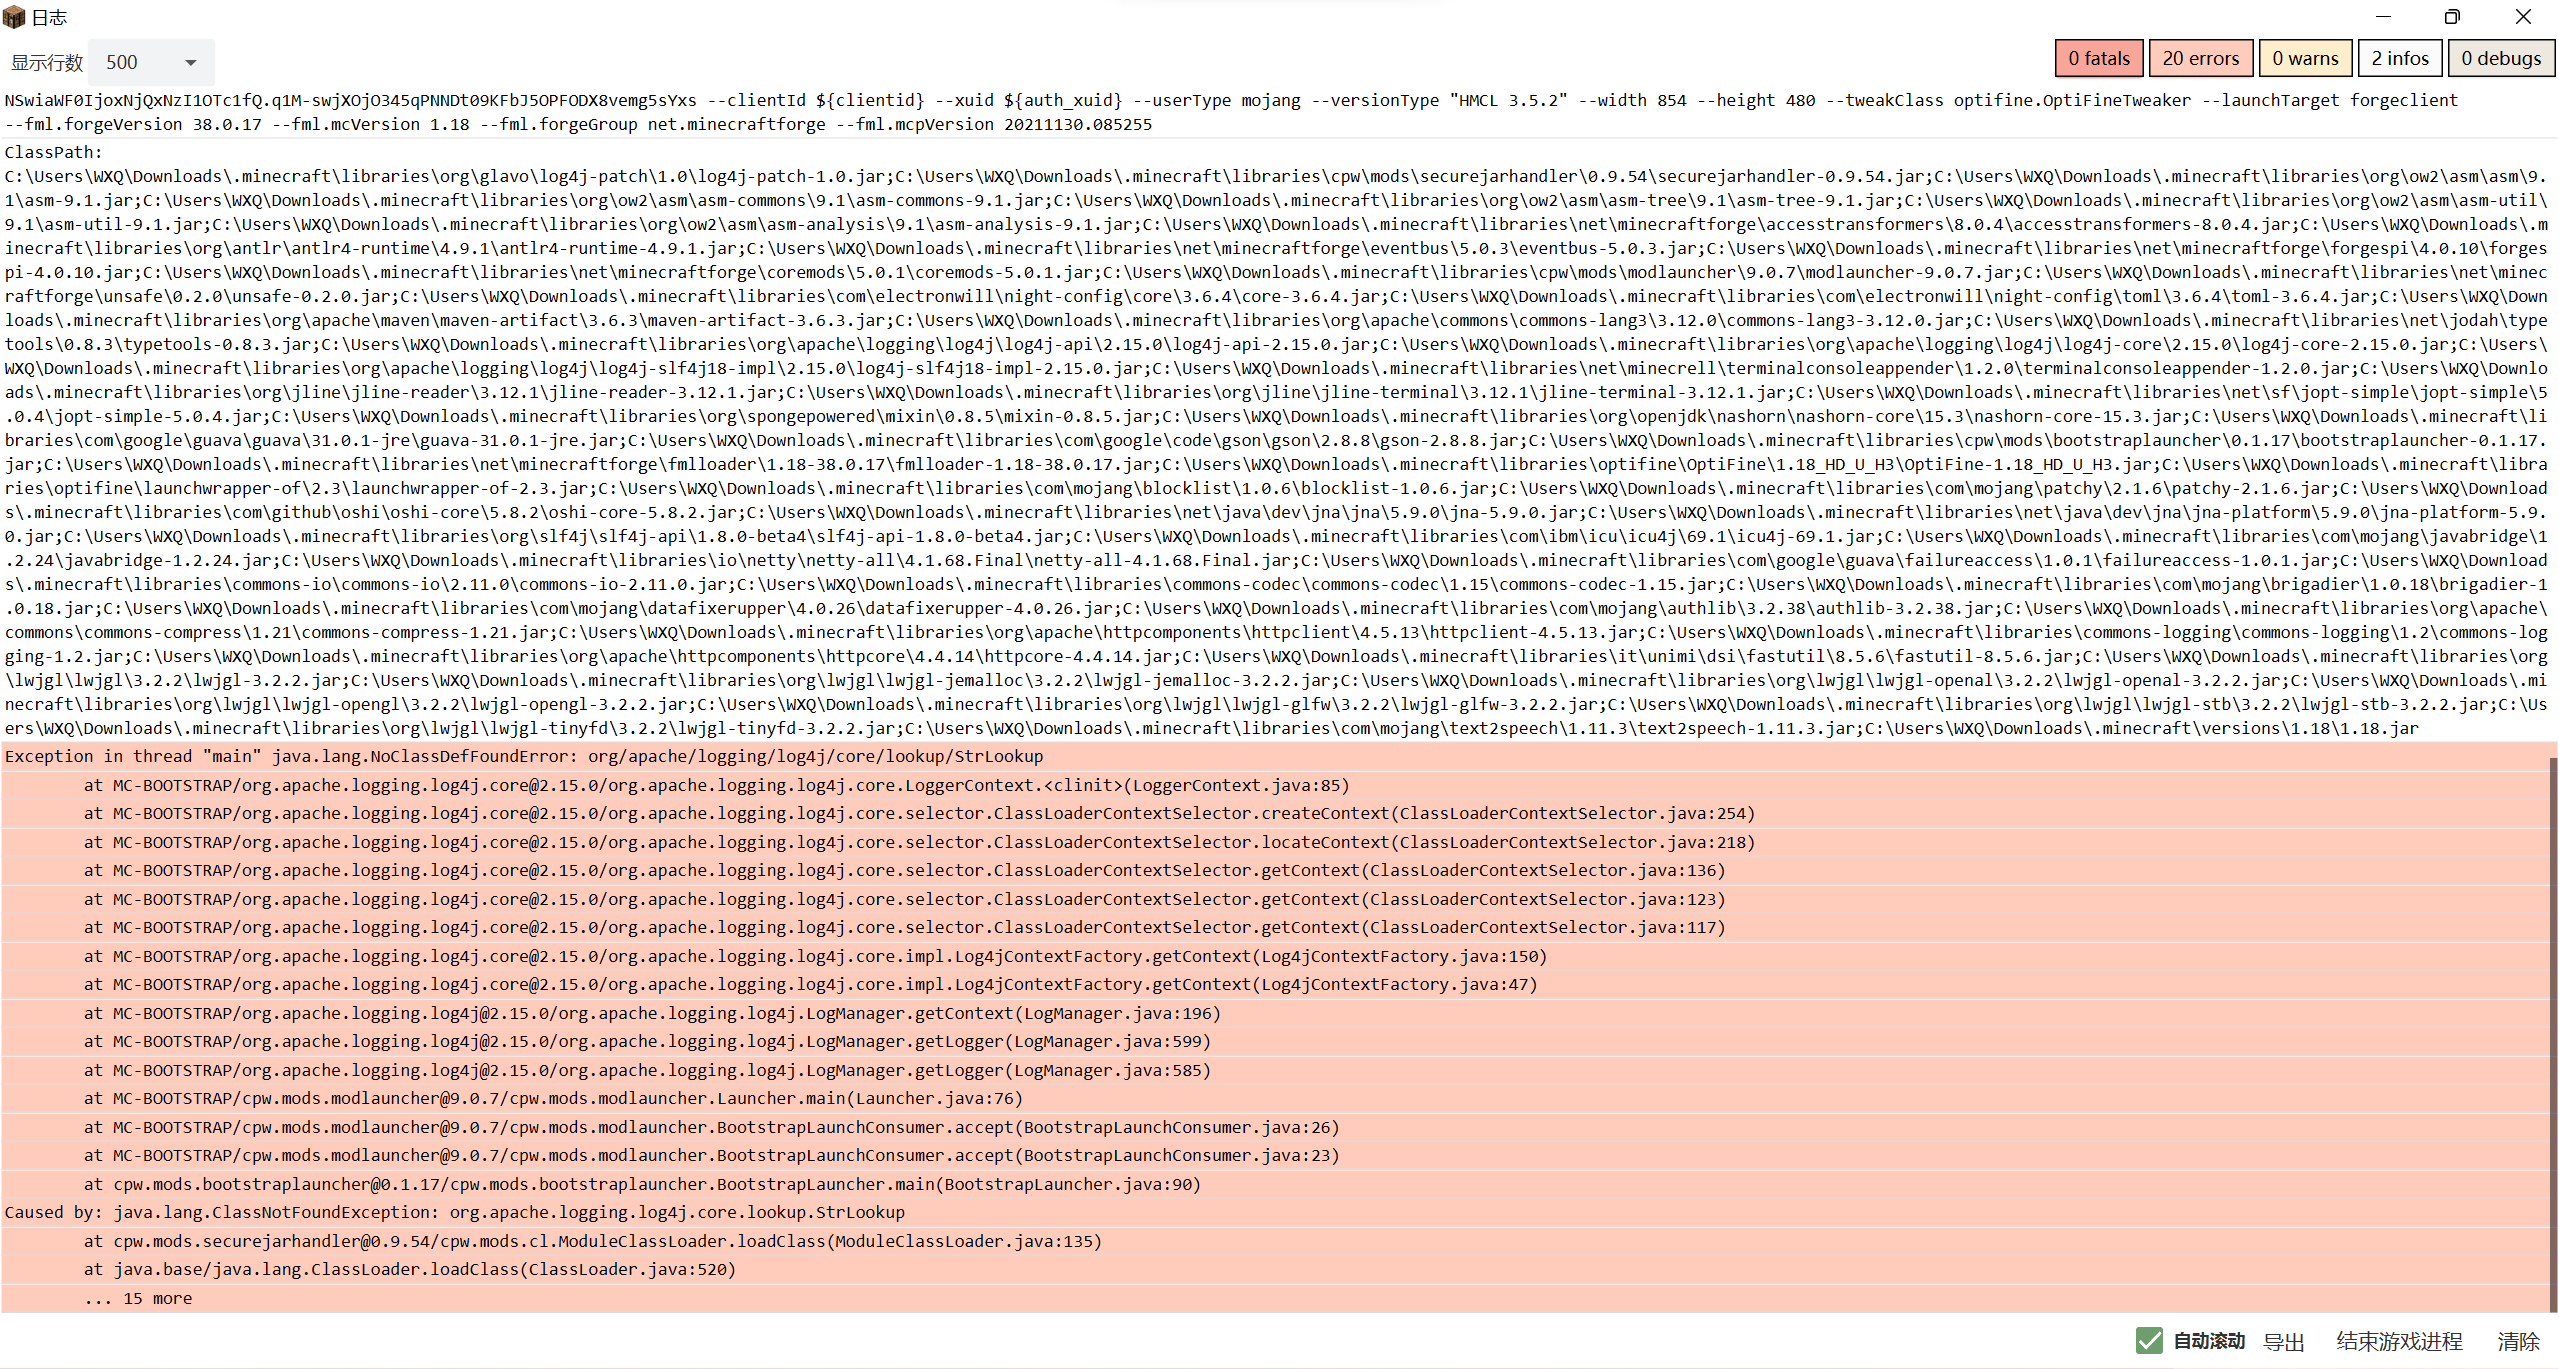 日志
显示行数 500 0 fatals 20 errors 0 warns 2 infos 0 debugs
NSwiaWF0IjoxNjQxNzI1OTc1fQ.q1M-swjXOjO345qPNNDt09KFbJ5OPFODX8vemg5sYxs --clientId ${clientid} --xuid ${auth_xuid} --userType mojang --versionType "HMCL 3.5.2" --width 854 --height 480 --tweakClass optifine.OptiFineTweaker --launchTarget forgeclient
--fml.forgeVersion 38.0.17 --fml.mcVersion 1.18 --fml.forgeGroup net.minecraftforge --fml.mcpVersion 20211130.085255
ClassPath:
C:\Users\WXQ\Downloads\.minecraft\libraries\org\glavo\log4j-patch\1.0\log4j-patch-1.0.jar;C:\Users\WXQ\Downloads\.minecraft\libraries\cpw\mods\securejarhandler\0.9.54\securejarhandler-0.9.54.jar;C:\Users\WXQ\Downloads\.minecraft\libraries\org\ow2\asm\asm\9.
1\asm-9.1.jar;C:\Users\WXQ\Downloads\.minecraft\libraries\org\ow2\asm\asm-commons\9.1\asm-commons-9.1.jar;C:\Users\WXQ\Downloads\.minecraft\libraries\org\ow2\asm\asm-tree\9.1\asm-tree-9.1.jar;C:\Users\WXQ\Downloads\.minecraft\libraries\org\ow2\asm\asm-util\
9.1\asm-util-9.1.jar;C:\Users\WXQ\Downloads\.minecraft\libraries\org\ow2\asm\asm-analysis\9.1\asm-analysis-9.1.jar;C:\Users\WXQ\Downloads\.minecraft\libraries\net\minecraftforge\accesstransformers\8.0.4\accesstransformers-8.0.4.jar;C:\Users\WXQ\Downloads\.m
inecraft\libraries\org\antlr\antlr4-runtime\4.9.1\antlr4-runtime-4.9.1.jar;C:\Users\WXQ\Downloads\.minecraft\libraries\net\minecraftforge\eventbus\5.0.3\eventbus-5.0.3.jar;C:\Users\WXQ\Downloads\.minecraft\libraries\net\minecraftforge\forgespi\4.0.10\forges
pi-4.0.10.jar;C:\Users\WXQ\Downloads\.minecraft\libraries\net\minecraftforge\coremods\5.0.1\coremods-5.0.1.jar;C:\Users\WXQ\Downloads\.minecraft\libraries\cpw\mods\modlauncher\9.0.7\modlauncher-9.0.7.jar;C:\Users\WXQ\Downloads\.minecraft\libraries\net\minec
raftforge\unsafe\0.2.0\unsafe-0.2.0.jar;C:\Users\WXQ\Downloads\.minecraft\libraries\com\electronwill\night-config\core\3.6.4\core-3.6.4.jar;C:\Users\WXQ\Downloads\.minecraft\libraries\com\electronwill\night-config\toml\3.6.4\toml-3.6.4.jar;C:\Users\WXQ\Down
loads\.minecraft\libraries\org\apache\maven\maven-artifact\3.6.3\maven-artifact-3.6.3.jar;C:\Users\WXQ\Downloads\.minecraft\libraries\org\apache\commons\commons-lang3\3.12.0\commons-lang3-3.12.0.jar;C:\Users\WXQ\Downloads\.minecraft\libraries\net\jodah\type
tools\0.8.3\typetools-0.8.3.jar;C:\Users\WXQ\Downloads\.minecraft\libraries\org\apache\logging\log4j\log4j-api\2.15.0\log4j-api-2.15.0.jar;C:\Users\WXQ\Downloads\.minecraft\libraries\org\apache\logging\log4j\log4j-core\2.15.0\log4j-core-2.15.0.jar;C:\Users\
WXQ\Downloads\.minecraft\libraries\org\apache\logging\log4j\log4j-slf4j18-impl\2.15.0\log4j-slf4j18-impl-2.15.0.jar;C:\Users\WXQ\Downloads\.minecraft\libraries\net\minecrell\terminalconsoleappender\1.2.0\terminalconsoleappender-1.2.0.jar;C:\Users\WXQ\Downlo
ads\.minecraft\libraries\org\jline\jline-reader\3.12.1\jline-reader-3.12.1.jar;C:\Users\WXQ\Downloads\.minecraft\libraries\org\jline\jline-terminal\3.12.1\jline-terminal-3.12.1.jar;C:\Users\WXQ\Downloads\.minecraft\libraries\net\sf\jopt-simple\jopt-simple\5
.0.4\jopt-simple-5.0.4.jar;C:\Users\WXQ\Downloads\.minecraft\libraries\org\spongepowered\mixin\0.8.5\mixin-0.8.5.jar;C:\Users\WXQ\Downloads\.minecraft\libraries\org\openjdk\nashorn\nashorn-core\15.3\nashorn-core-15.3.jar;C:\Users\WXQ\Downloads\.minecraft\li
braries\com\google\guava\guava\31.0.1-jre\guava-31.0.1-jre.jar;C:\Users\WXQ\Downloads\.minecraft\libraries\com\google\code\gson\gson\2.8.8\gson-2.8.8.jar;C:\Users\WXQ\Downloads\.minecraft\libraries\cpw\mods\bootstraplauncher\0.1.17\bootstraplauncher-0.1.17.
jar;C:\Users\WXQ\Downloads\.minecraft\libraries\net\minecraftforge\fmlloader\1.18-38.0.17\fmlloader-1.18-38.0.17.jar;C:\Users\WXQ\Downloads\.minecraft\libraries\optifine\OptiFine\1.18_HD_U_H3\OptiFine-1.18_HD_U_H3.jar;C:\Users\WXQ\Downloads\.minecraft\libra
ries\optifine\launchwrapper-of\2.3\launchwrapper-of-2.3.jar;C:\Users\WXQ\Downloads\.minecraft\libraries\com\mojang\blocklist\1.0.6\blocklist-1.0.6.jar;C:\Users\WXQ\Downloads\.minecraft\libraries\com\mojang\patchy\2.1.6\patchy-2.1.6.jar;C:\Users\WXQ\Download
s\.minecraft\libraries\com\github\oshi\oshi-core\5.8.2\oshi-core-5.8.2.jar;C:\Users\WXQ\Downloads\.minecraft\libraries\net\java\dev\jna\jna\5.9.0\jna-5.9.0.jar;C:\Users\WXQ\Downloads\.minecraft\libraries\net\java\dev\jna\jna-platform\5.9.0\jna-platform-5.9.
0.jar;C:\Users\WXQ\Downloads\.minecraft\libraries\org\slf4j\slf4j-api\1.8.0-beta4\slf4j-api-1.8.0-beta4.jar;C:\Users\WXQ\Downloads\.minecraft\libraries\com\ibm\icu\icu4j\69.1\icu4j-69.1.jar;C:\Users\WXQ\Downloads\.minecraft\libraries\com\mojang\javabridge\1
.2.24\javabridge-1.2.24.jar;C:\Users\WXQ\Downloads\.minecraft\libraries\io\netty\netty-all\4.1.68.Final\netty-all-4.1.68.Final.jar;C:\Users\WXQ\Downloads\.minecraft\libraries\com\google\guava\failureaccess\1.0.1\failureaccess-1.0.1.jar;C:\Users\WXQ\Download
s\.minecraft\libraries\commons-io\commons-io\2.11.0\commons-io-2.11.0.jar;C:\Users\WXQ\Downloads\.minecraft\libraries\commons-codec\commons-codec\1.15\commons-codec-1.15.jar;C:\Users\WXQ\Downloads\.minecraft\libraries\com\mojang\brigadier\1.0.18\brigadier-1
.0.18.jar;C:\Users\WXQ\Downloads\.minecraft\libraries\com\mojang\datafixerupper\4.0.26\datafixerupper-4.0.26.jar;C:\Users\WXQ\Downloads\.minecraft\libraries\com\mojang\authlib\3.2.38\authlib-3.2.38.jar;C:\Users\WXQ\Downloads\.minecraft\libraries\org\apache\
commons\commons-compress\1.21\commons-compress-1.21.jar;C:\Users\WXQ\Downloads\.minecraft\libraries\org\apache\httpcomponents\httpclient\4.5.13\httpclient-4.5.13.jar;C:\Users\WXQ\Downloads\.minecraft\libraries\commons-logging\commons-logging\1.2\commons-log
ging-1.2.jar;C:\Users\WXQ\Downloads\.minecraft\libraries\org\apache\httpcomponents\httpcore\4.4.14\httpcore-4.4.14.jar;C:\Users\WXQ\Downloads\.minecraft\libraries\it\unimi\dsi\fastutil\8.5.6\fastutil-8.5.6.jar;C:\Users\WXQ\Downloads\.minecraft\libraries\org
\lwjgl\lwjgl\3.2.2\lwjgl-3.2.2.jar;C:\Users\WXQ\Downloads\.minecraft\libraries\org\lwjgl\lwjgl-jemalloc\3.2.2\lwjgl-jemalloc-3.2.2.jar;C:\Users\WXQ\Downloads\.minecraft\libraries\org\lwjgl\lwjgl-openal\3.2.2\lwjgl-openal-3.2.2.jar;C:\Users\WXQ\Downloads\.mi
necraft\libraries\org\lwjgl\lwjgl-opengl\3.2.2\lwjgl-opengl-3.2.2.jar;C:\Users\WXQ\Downloads\.minecraft\libraries\org\lwjgl\lwjgl-glfw\3.2.2\lwjgl-glfw-3.2.2.jar;C:\Users\WXQ\Downloads\.minecraft\libraries\org\lwjgl\lwjgl-stb\3.2.2\lwjgl-stb-3.2.2.jar;C:\Us
ers\WXQ\Downloads\.minecraft\libraries\org\lwjgl\lwjgl-tinyfd\3.2.2\lwjgl-tinyfd-3.2.2.jar;C:\Users\WXQ\Downloads\.minecraft\libraries\com\mojang\text2speech\1.11.3\text2speech-1.11.3.jar;C:\Users\WXQ\Downloads\.minecraft\versions\1.18\1.18.jar
Exception in thread "main" java.lang.NoClassDefFoundError: org/apache/logging/log4j/core/lookup/StrLookup
at MC-BOOTSTRAP/org.apache.logging.log4j.core@2.15.0/org.apache.logging.log4j.core.LoggerContext.<clinit>(LoggerContext.java:85)
at MC-BOOTSTRAP/org.apache.logging.log4j.core@2.15.0/org.apache.logging.log4j.core.selector.ClassLoaderContextSelector.createContext(ClassLoaderContextSelector.java:254)
at MC-BOOTSTRAP/org.apache.logging.log4j.core@2.15.0/org.apache.logging.log4j.core.selector.ClassLoaderContextSelector.locateContext(ClassLoaderContextSelector.java:218)
at MC-BOOTSTRAP/org.apache.logging.log4j.core@2.15.0/org.apache.logging.log4j.core.selector.ClassLoaderContextSelector.getContext(ClassLoaderContextSelector.java:136)
at MC-BOOTSTRAP/org.apache.logging.log4j.core@2.15.0/org.apache.logging.log4j.core.selector.ClassLoaderContextSelector.getContext(ClassLoaderContextSelector.java:123)
at MC-BOOTSTRAP/org.apache.logging.log4j.core@2.15.0/org.apache.logging.log4j.core.selector.ClassLoaderContextSelector.getContext(ClassLoaderContextSelector.java:117)
at MC-BOOTSTRAP/org.apache.logging.log4j.core@2.15.0/org.apache.logging.log4j.core.impl.Log4jContextFactory.getContext(Log4jContextFactory.java:150)
at MC-BOOTSTRAP/org.apache.logging.log4j.core@2.15.0/org.apache.logging.log4j.core.impl.Log4jContextFactory.getContext(Log4jContextFactory.java:47)
at MC-BOOTSTRAP/org.apache.logging.log4j@2.15.0/org.apache.logging.log4j.LogManager.getContext(LogManager.java:196)
at MC-BOOTSTRAP/org.apache.logging.log4j@2.15.0/org.apache.logging.log4j.LogManager.getLogger(LogManager.java:599)
at MC-BOOTSTRAP/org.apache.logging.log4j@2.15.0/org.apache.logging.log4j.LogManager.getLogger(LogManager.java:585)
at MC-BOOTSTRAP/cpw.mods.modlauncher@9.0.7/cpw.mods.modlauncher.Launcher.main(Launcher.java:76)
at MC-BOOTSTRAP/cpw.mods.modlauncher@9.0.7/cpw.mods.modlauncher.BootstrapLaunchConsumer.accept(BootstrapLaunchConsumer.java:26)
at MC-BOOTSTRAP/cpw.mods.modlauncher@9.0.7/cpw.mods.modlauncher.BootstrapLaunchConsumer.accept(BootstrapLaunchConsumer.java:23)
at cpw.mods.bootstraplauncher@0.1.17/cpw.mods.bootstraplauncher.BootstrapLauncher.main(BootstrapLauncher.java:90)
Caused by: java.lang.ClassNotFoundException: org.apache.logging.log4j.core.lookup.StrLookup
at cpw.mods.securejarhandler@0.9.54/cpw.mods.cl.ModuleClassLoader.loadClass(ModuleClassLoader.java:135)
at java.base/java.lang.ClassLoader.loadClass(ClassLoader.java:520)
... 15 more
自动滚动 导出 结束游戏进程 清除